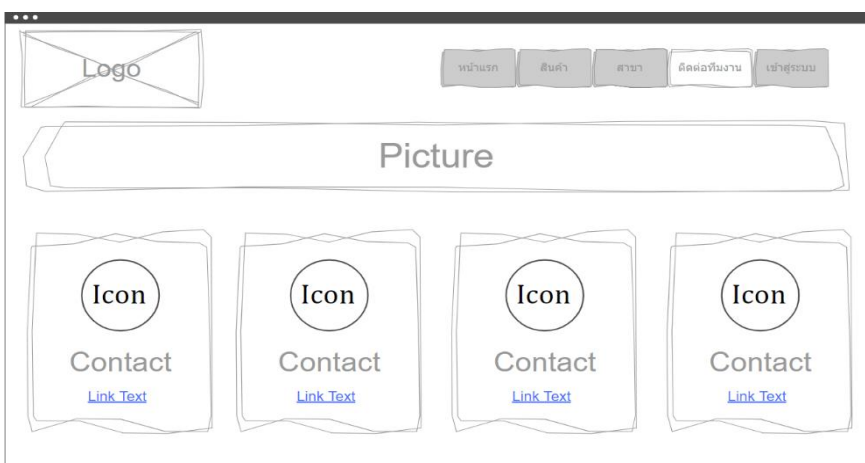 Logo
หน้าแรก สินค้า สาขา ติดต่อทีมงาน เข้าสู่ระบบ
Picture
Icon Icon Icon Icon
Contact Contact Contact Contact
Link Text Link Text Link Text Link Text